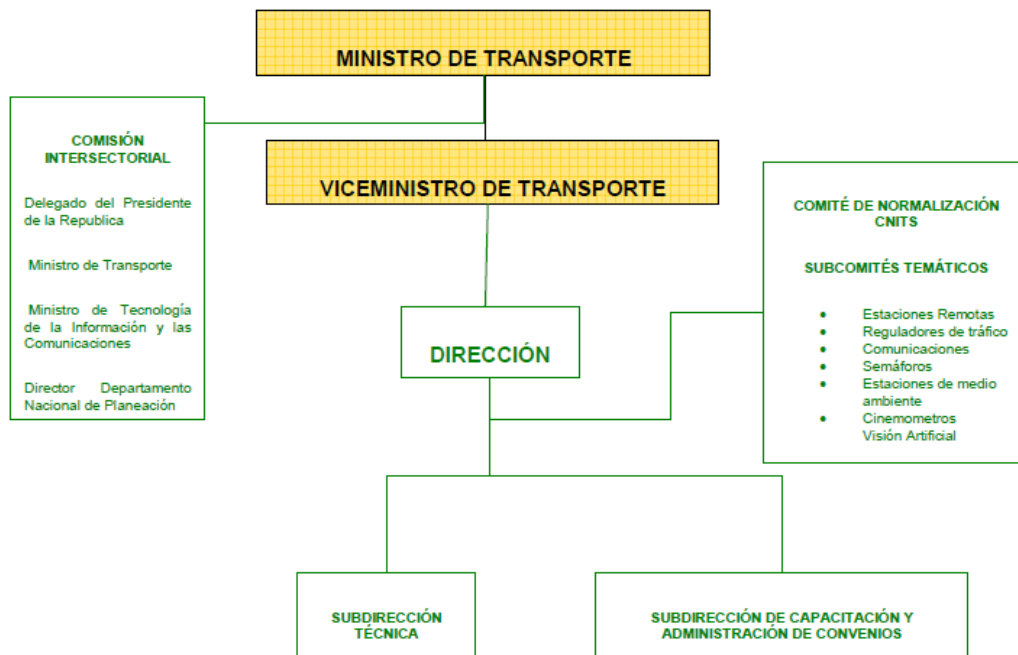 MINISTRO DE TRANSPORTE
COMISIÓN
INTERSECTORIAL
Delegado del Presidente
de la Republica
Ministro de Transporte
Ministro de Tecnología
de la Información y las
Comunicaciones
Director Departamento
Nacional de Planeación
VICEMINISTRO DE TRANSPORTE
COMITÉ DE NORMALIZACIÓN
CNITS
SUBCOMITÉS TEMÁTICOS
• Estaciones Remotas
• Reguladores de tráfico
• Comunicaciones
• Semáforos
• Estaciones de medio
ambiente
• Cinemometros
Visión Artificial
DIRECCIÓN
SUBDIRECCIÓN
TÉCNICA
SUBDIRECCIÓN DE CAPACITACIÓN Y
ADMINISTRACIÓN DE CONVENIOS